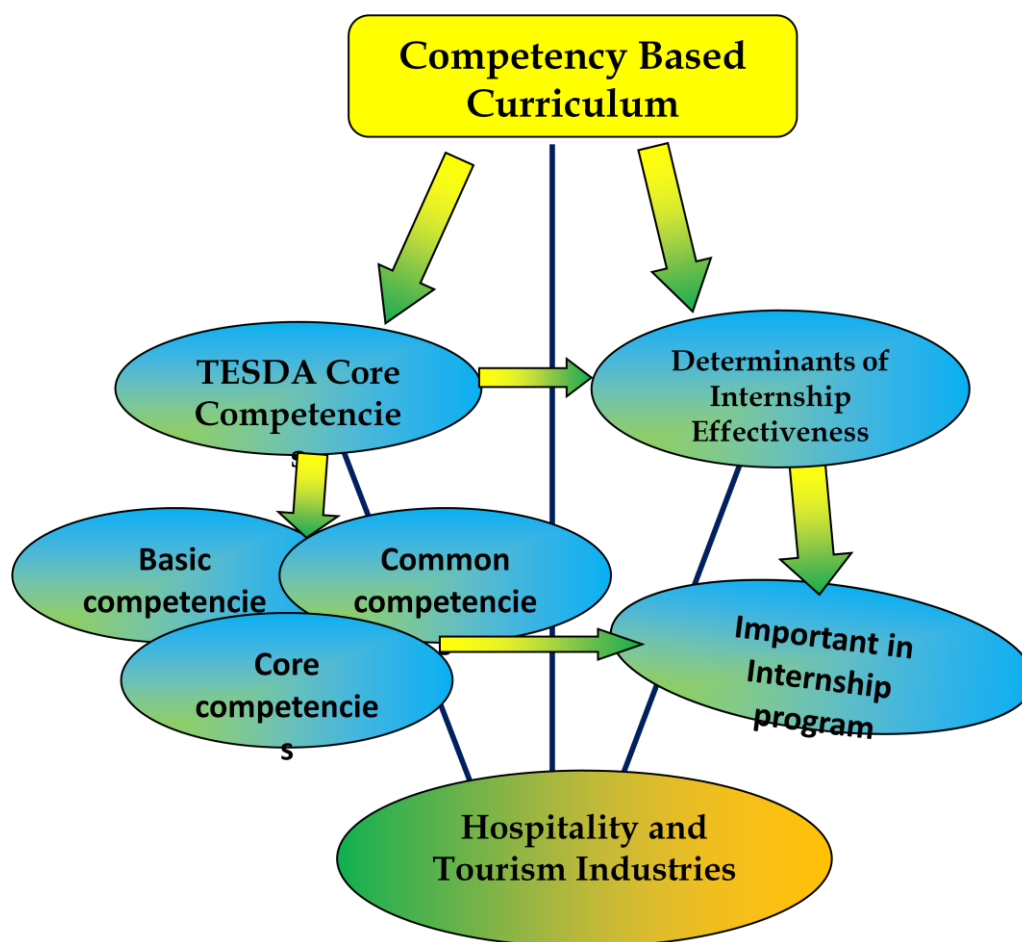 Competency Based
Curriculum
TESDA Core
Competencie
s
Determinants of
Internship
Effectiveness
Basic
competencie
Common
competencie
s
Core
competencie
s
Important in
Internship
program
Hospitality and
Tourism Industries